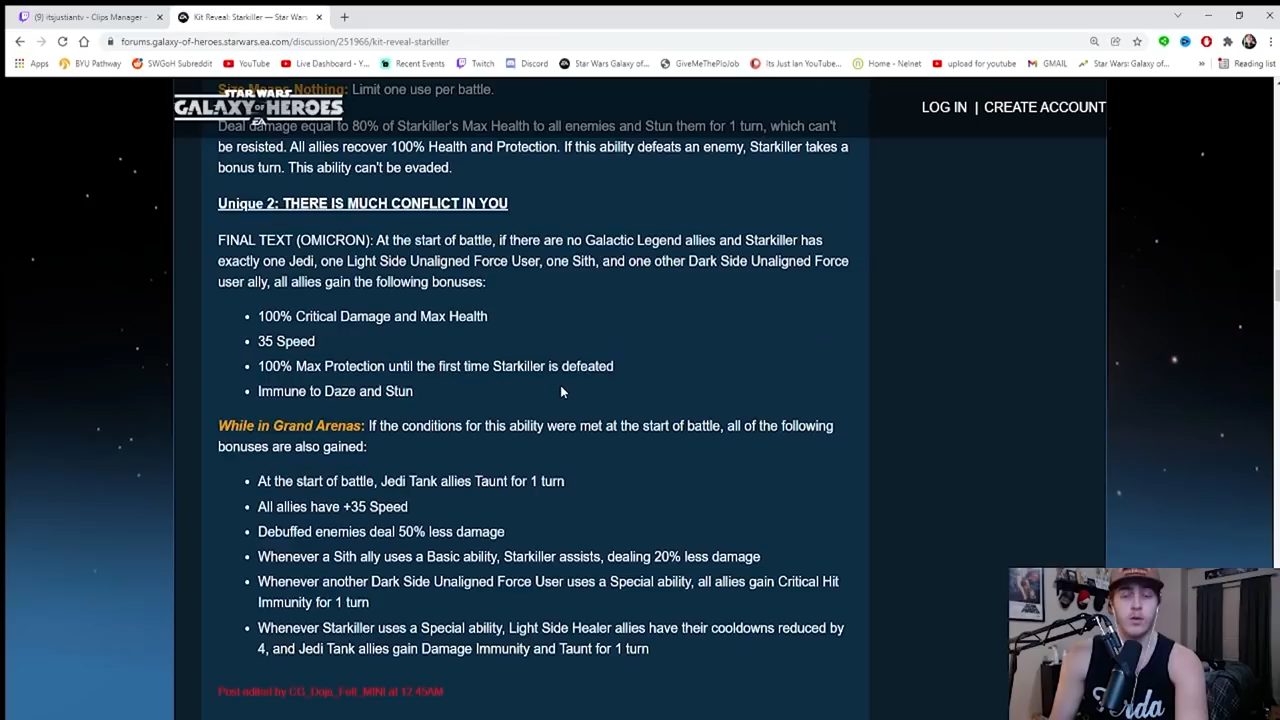 (9) itsjustiantv - Clips Manager -
Kit Reveal: Starkiller — Star Wars
forums.galaxy-of-heroes.starwars.ea.com/discussion/251966/kit-reveal-starkiller
Apps
BYU Pathway
SWGoH Subreddit
YouTube
Live Dashboard - Y...
Recent Events
Twitch
Discord
Star Wars Galaxy of...
GiveMeThePloJob
Its Just Ian YouTube...
Home - Nelnet
upload for youtube
GMAIL
Star Wars: Galaxy of...
Reading list
STAR WARS
GALAXY OF HEROES
EA
LOG IN | CREATE ACCOUNT
Size Means Nothing: Limit one use per battle.
Deal damage equal to 80% of Starkiller's Max Health to all enemies and Stun them for 1 turn, which can't
be resisted. All allies recover 100% Health and Protection. If this ability defeats an enemy, Starkiller takes a
bonus turn. This ability can't be evaded.
Unique 2: THERE IS MUCH CONFLICT IN YOU
FINAL TEXT (OMICRON): At the start of battle, if there are no Galactic Legend allies and Starkiller has
exactly one Jedi, one Light Side Unaligned Force User, one Sith, and one other Dark Side Unaligned Force
user ally, all allies gain the following bonuses:
• 100% Critical Damage and Max Health
• 35 Speed
• 100% Max Protection until the first time Starkiller is defeated
• Immune to Daze and Stun
While in Grand Arenas: If the conditions for this ability were met at the start of battle, all of the following
bonuses are also gained:
• At the start of battle, Jedi Tank allies Taunt for 1 turn
• All allies have +35 Speed
• Debuffed enemies deal 50% less damage
• Whenever a Sith ally uses a Basic ability, Starkiller assists, dealing 20% less damage
• Whenever another Dark Side Unaligned Force User uses a Special ability, all allies gain Critical Hit
Immunity for 1 turn
• Whenever Starkiller uses a Special ability, Light Side Healer allies have their cooldowns reduced by
4, and Jedi Tank allies gain Damage Immunity and Taunt for 1 turn
Post edited by CG_Doja_Fett_MINI at 12:45AM